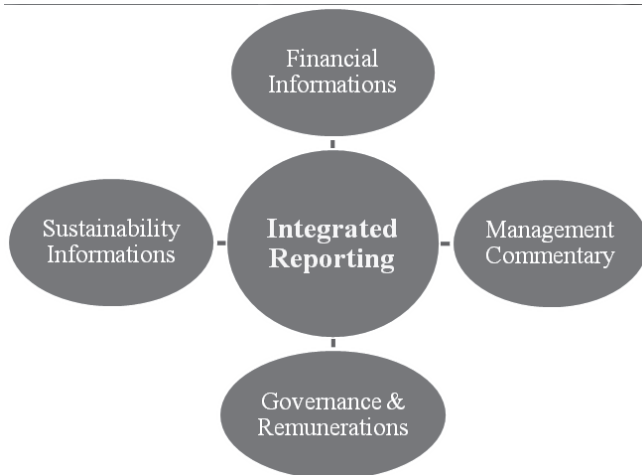 Financial
Informations
Sustainability
Informations
Integrated
Reporting
Management
Commentary
Governance &
Remunerations